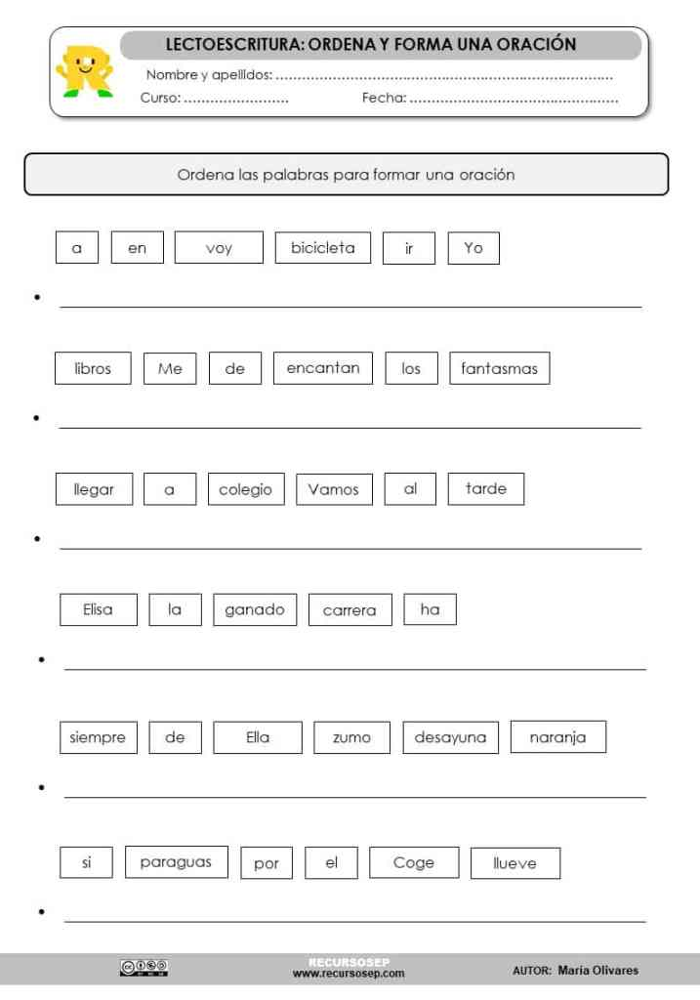 LECTOESCRITURA: ORDENA Y FORMA UNA ORACIÓN
Nombre y apellidos: ............................................................................
Curso: ........................ Fecha: ................................................
Ordena las palabras para formar una oración
a en voy bicicleta ir Yo
libros Me de encantan los fantasmas
llegar a colegio Vamos al tarde
Elisa la ganado carrera ha
siempre de Ella zumo desayuna naranja
si paraguas por el Coge llueve
RECURSOSEP
www.recursosep.com AUTOR: María Olivares